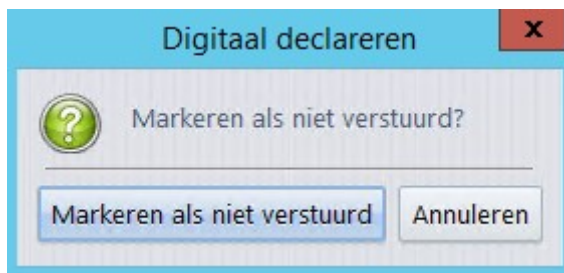 Digitaal declareren
x
Markeren als niet verstuurd?
Markeren als niet verstuurd
Annuleren